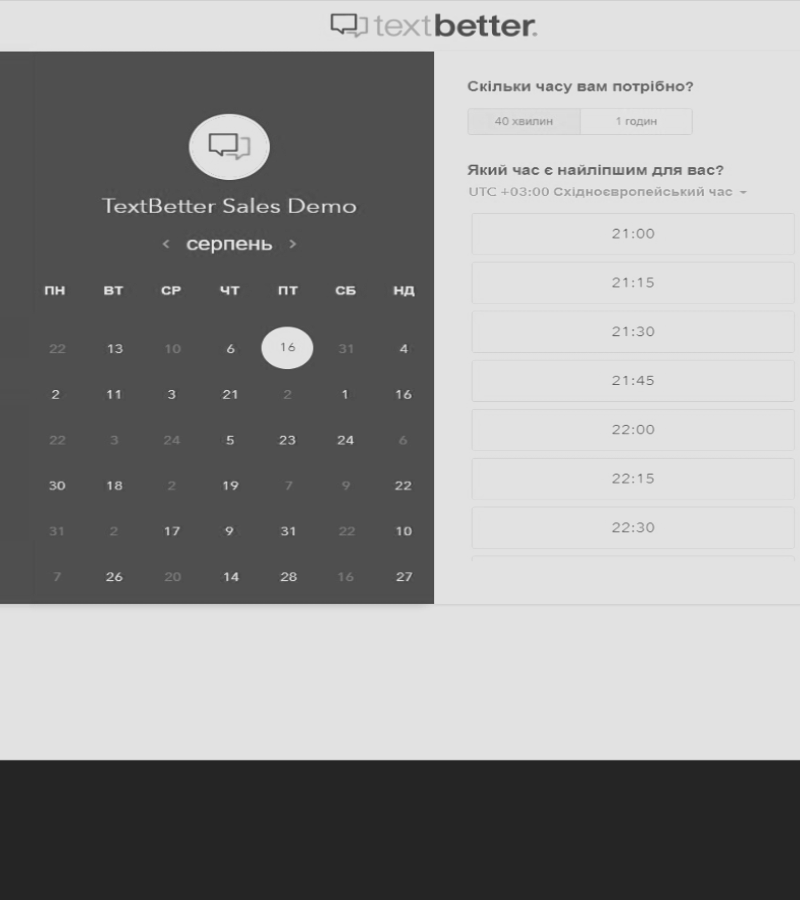 textbetter.
TextBetter Sales Demo
< серпень >
ПН ВТ СР ЧТ ПТ СБ НД
22 13 10 6 16 31 4
2 11 3 21 2 1 16
22 3 24 5 23 24 6
30 18 2 19 7 9 22
31 2 17 9 31 22 10
7 26 20 14 28 16 27
Скільки часу вам потрібно?
40 хвилин 1 годин
Який час є найліпшим для вас?
UTC +03:00 Східноєвропейський час
21:00
21:15
21:30
21:45
22:00
22:15
22:30